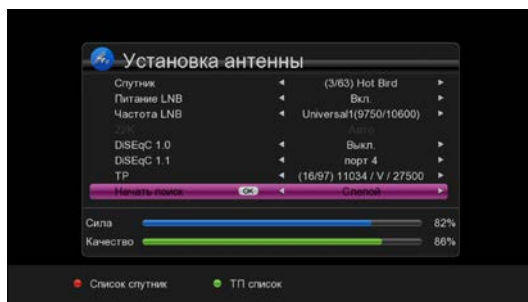 Установка антенны
Спутник (3/63) Hot Bird
Питание LNB Вкл.
Частота LNB Universal1(9750/10600)
22K Авто
DiSEqC 1.0 Выкл.
DiSEqC 1.1 порт 4
TP (16/97) 11034 / V / 27500
Начать поиск OK Слепой
Сила 82%
Качество 86%
Список спутник ТП список